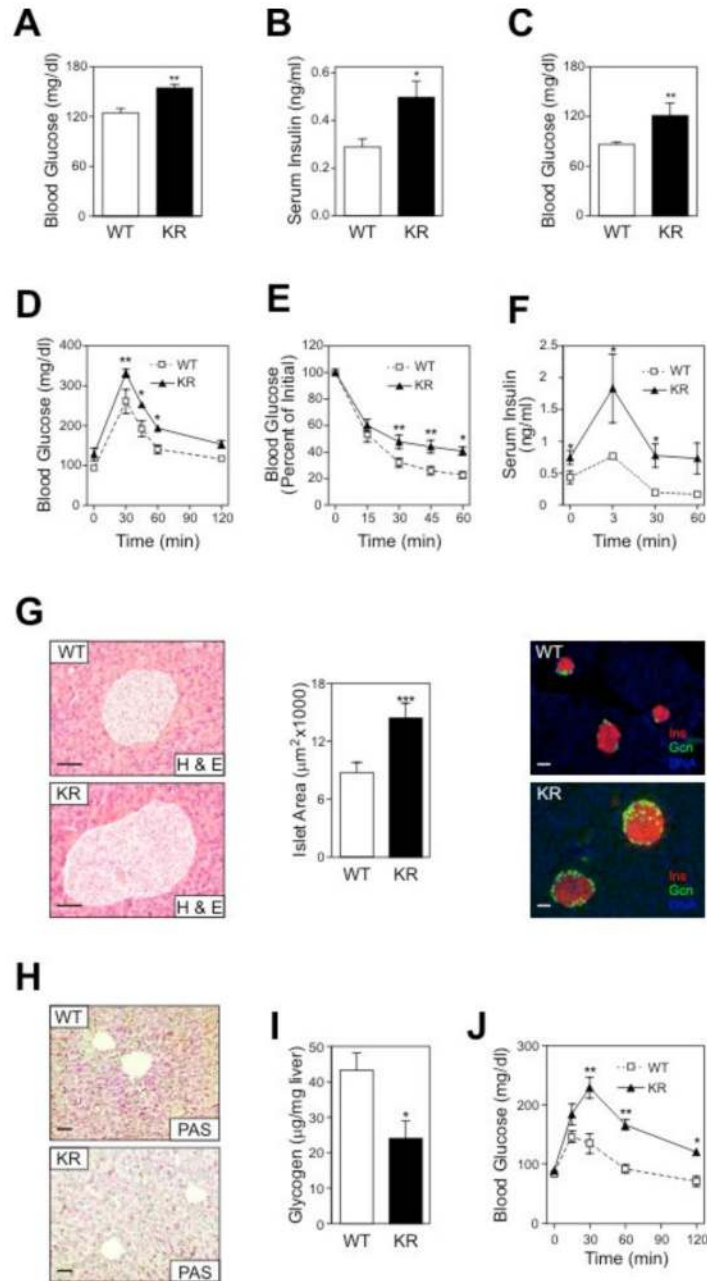 A
Blood Glucose (mg/dl)
180
120
60
0
**
WT KR
B
Serum Insulin (ng/ml)
0.6
0.4
0.2
0.0
*
WT KR
C
Blood Glucose (mg/dl)
180
120
60
0
**
WT KR
D
Blood Glucose (mg/dl)
400
300
200
100
0
**
*
*
WT
KR
0 30 60 90 120
Time (min)
E
Blood Glucose
(Percent of Initial)
120
100
80
60
40
20
0
WT
KR
** ** *
0 15 30 45 60
Time (min)
F
Serum Insulin
(ng/ml)
2.5
2
1.5
1
0.5
0
*
*
*
WT
KR
0 3 30 60
Time (min)
G
WT
H & E
KR
H & E
Islet Area (μm²x1000)
18
12
6
0
***
WT KR
WT
Ins
Gcn
DNA
KR
Ins
Gcn
DNA
H
WT
PAS
KR
PAS
I
Glycogen (μg/mg liver)
50
40
30
20
10
0
*
WT KR
J
Blood Glucose (mg/dl)
300
200
100
0
**
**
*
WT
KR
0 30 60 90 120
Time (min)